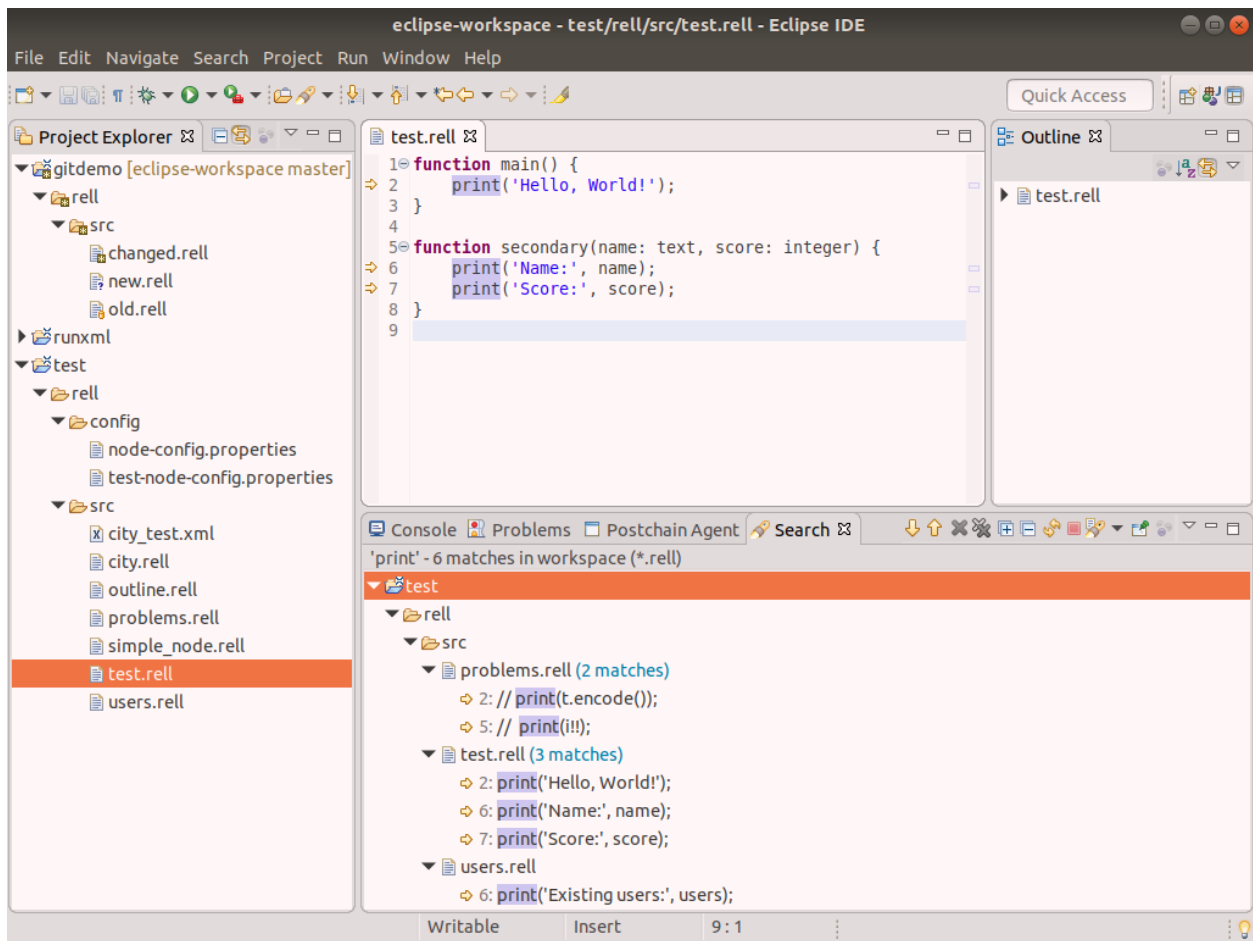 eclipse-workspace - test/rell/src/test.rell - Eclipse IDE
File Edit Navigate Search Project Run Window Help
Quick Access
Project Explorer
gitdemo [eclipse-workspace master]
rell
src
changed.rell
new.rell
old.rell
runxml
test
rell
config
node-config.properties
test-node-config.properties
src
city_test.xml
city.rell
outline.rell
problems.rell
simple_node.rell
test.rell
users.rell
test.rell
1 function main() {
2     print('Hello, World!');
3 }
4
5 function secondary(name: text, score: integer) {
6     print('Name:', name);
7     print('Score:', score);
8 }
9
Outline
test.rell
Console Problems Postchain Agent Search
'print' - 6 matches in workspace (*.rell)
test
rell
src
problems.rell (2 matches)
2: // print(t.encode());
5: // print(i!!);
test.rell (3 matches)
2: print('Hello, World!');
6: print('Name:', name);
7: print('Score:', score);
users.rell
6: print('Existing users:', users);
Writable Insert 9 : 1